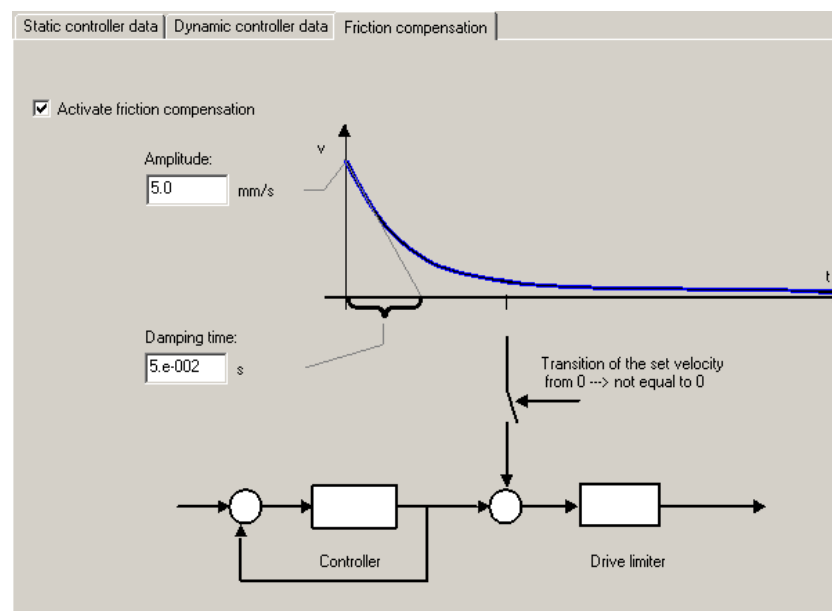 Static controller data Dynamic controller data Friction compensation
Activate friction compensation
v
Amplitude:
5.0 mm/s
t
Damping time:
5.e-002 s
Transition of the set velocity
from 0 ---> not equal to 0
Controller
Drive limiter